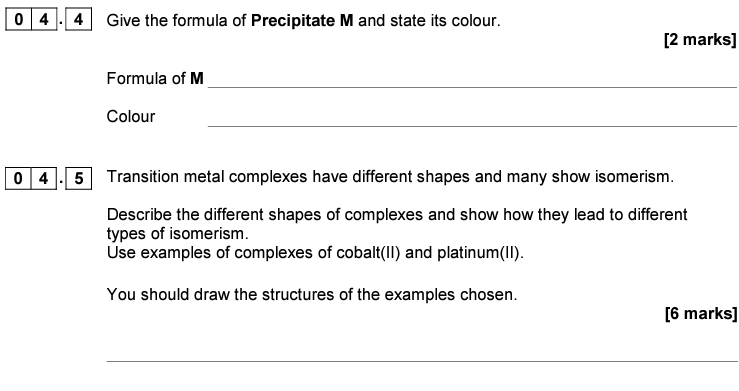 0 4 . 4 Give the formula of Precipitate M and state its colour.
[2 marks]
Formula of M
Colour
0 4 . 5 Transition metal complexes have different shapes and many show isomerism.
Describe the different shapes of complexes and show how they lead to different
types of isomerism.
Use examples of complexes of cobalt(II) and platinum(II).
You should draw the structures of the examples chosen.
[6 marks]